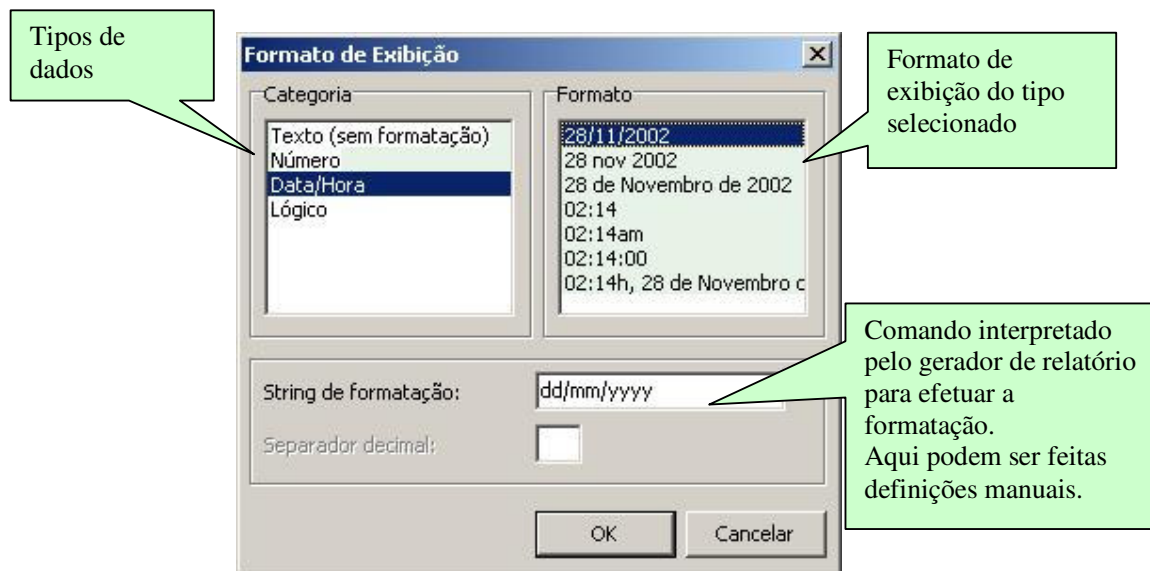 Tipos de
dados
Formato de Exibição
Categoria
Texto (sem formatação)
Número
Data/Hora
Lógico
Formato
28/11/2002
28 nov 2002
28 de Novembro de 2002
02:14
02:14am
02:14:00
02:14h, 28 de Novembro c
Formato de
exibição do tipo
selecionado
String de formatação:
dd/mm/yyyy
Separador decimal:
Comando interpretado
pelo gerador de relatório
para efetuar a
formatação.
Aqui podem ser feitas
definições manuais.
OK
Cancelar